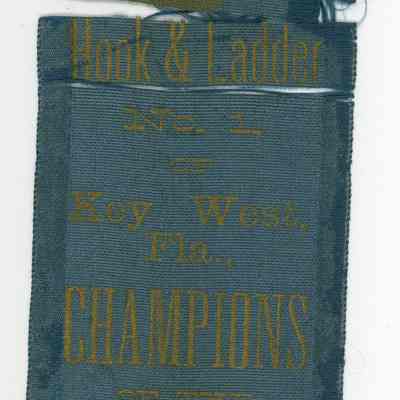 Hook & Ladder
No. 1,
OF
Key West,
Fla.,
CHAMPIONS